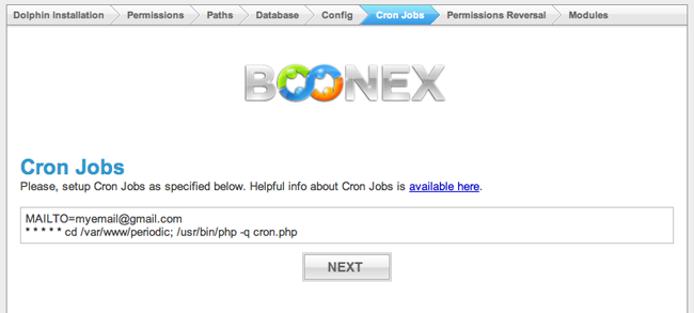 Dolphin Installation Permissions Paths Database Config Cron Jobs Permissions Reversal Modules
BOONEX
Cron Jobs
Please, setup Cron Jobs as specified below. Helpful info about Cron Jobs is available here.
MAILTO=myemail@gmail.com
* * * * * cd /var/www/periodic; /usr/bin/php -q cron.php
NEXT